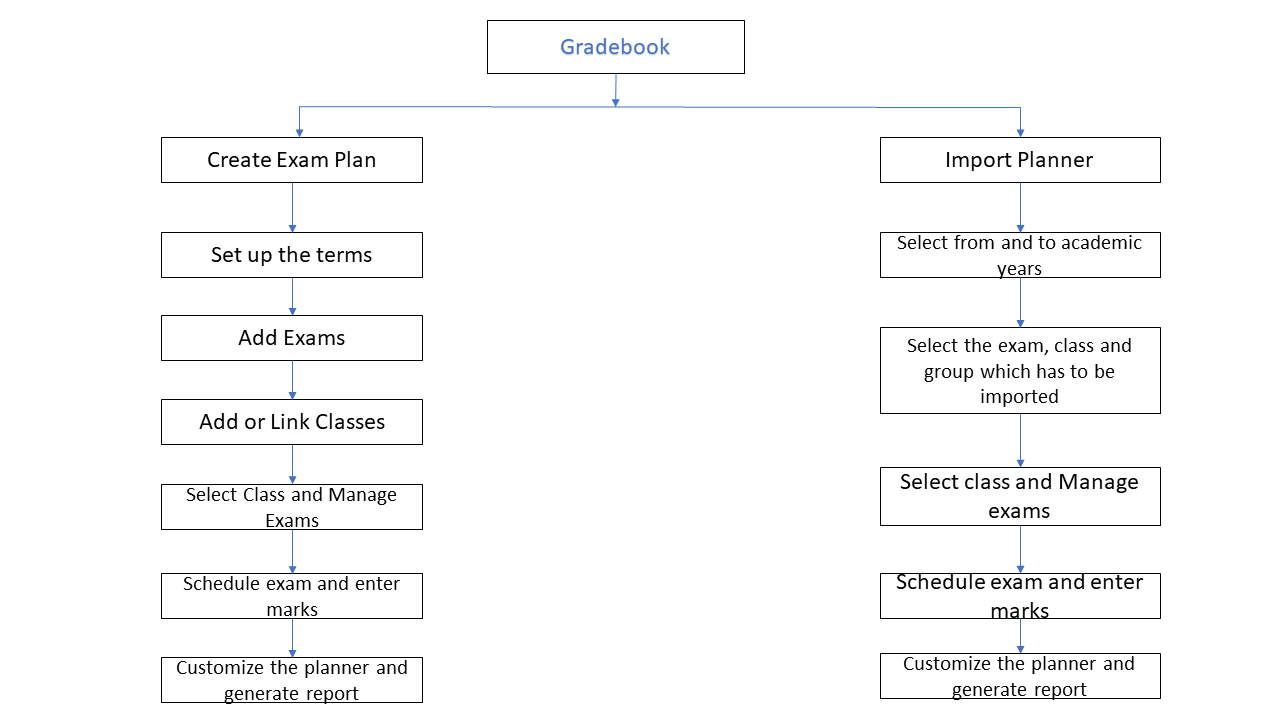 Gradebook
Create Exam Plan
Set up the terms
Add Exams
Add or Link Classes
Select Class and Manage
Exams
Schedule exam and enter
marks
Customize the planner and
generate report
Import Planner
Select from and to academic
years
Select the exam, class and
group which has to be
imported
Select class and Manage
exams
Schedule exam and enter
marks
Customize the planner and
generate report